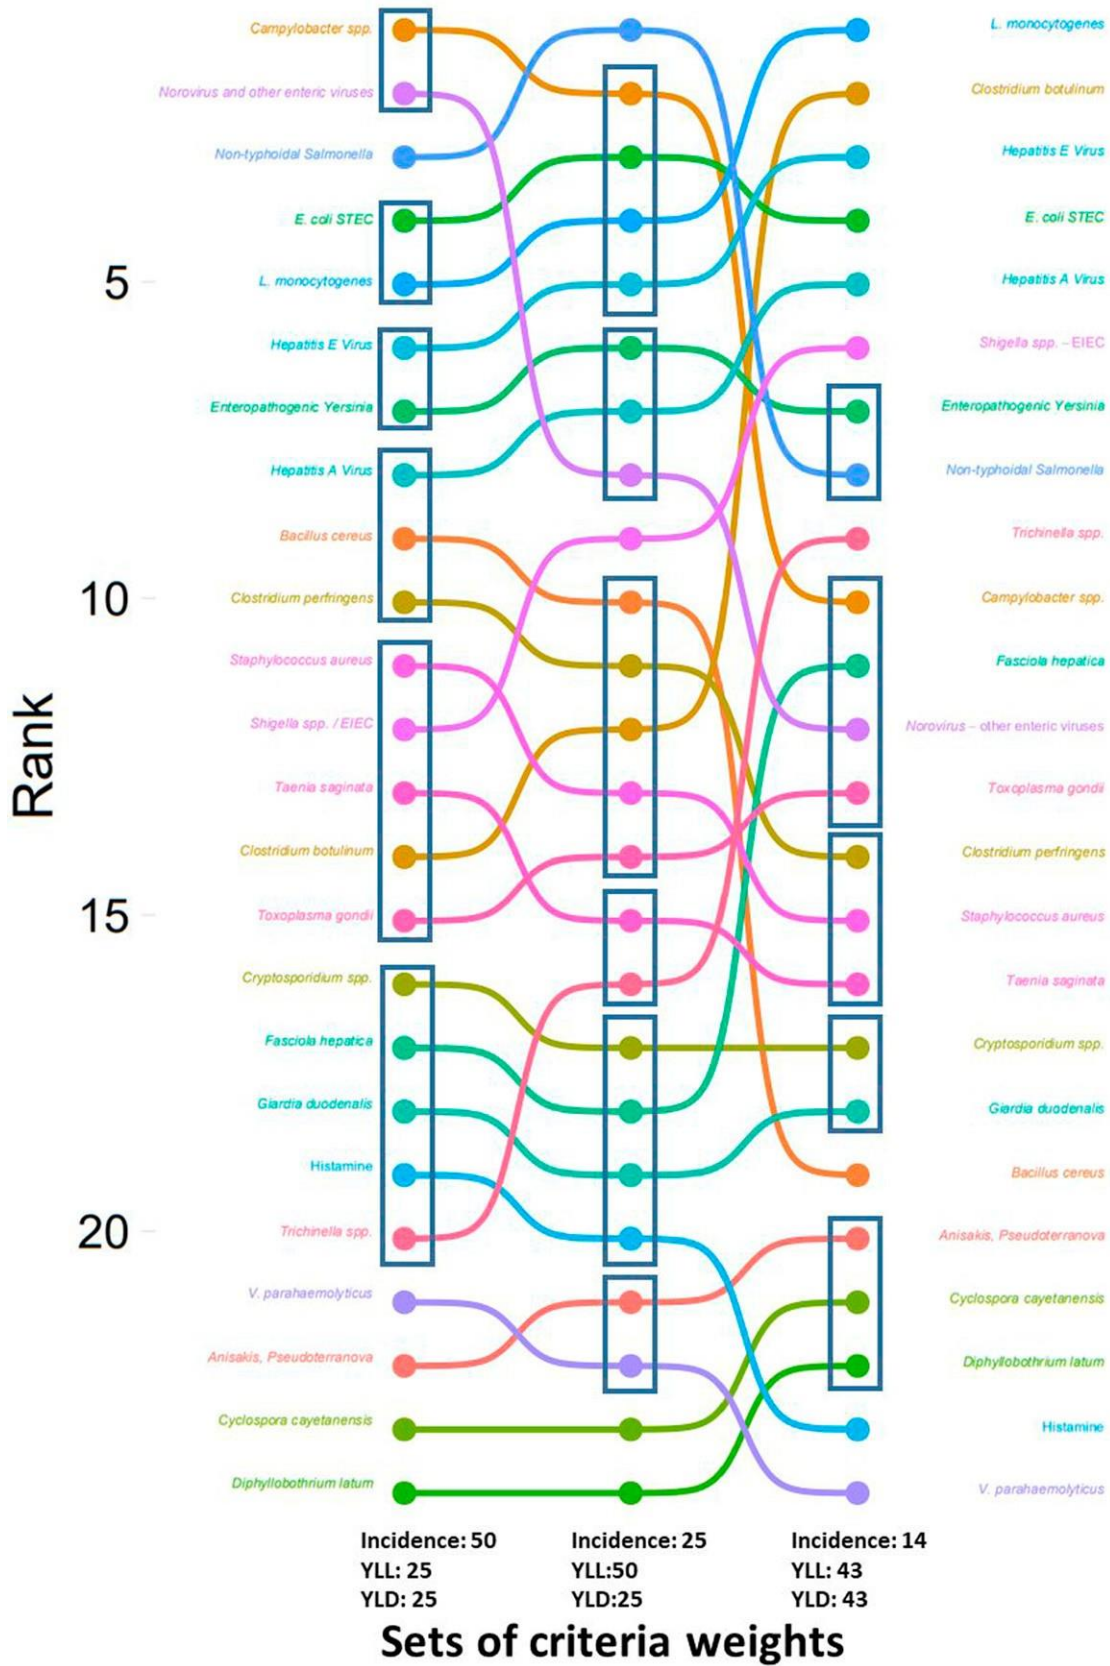 Campylobacter spp.
Norovirus and other enteric viruses
Non-typhoidal Salmonella
E. coli STEC
L. monocytogenes
Hepatitis E Virus
Enteropathogenic Yersinia
Hepatitis A Virus
Bacillus cereus
Clostridium perfringens
Staphylococcus aureus
Shigella spp. / EIEC
Taenia saginata
Clostridium botulinum
Toxoplasma gondii
Cryptosporidium spp.
Fasciola hepatica
Giardia duodenalis
Histamine
Trichinella spp.
V. parahaemolyticus
Anisakis, Pseudoterranova
Cyclospora cayetanensis
Diphyllobothrium latum
L. monocytogenes
Clostridium botulinum
Hepatitis E Virus
E. coli STEC
Hepatitis A Virus
Shigella spp. – EIEC
Enteropathogenic Yersinia
Non-typhoidal Salmonella
Trichinella spp.
Campylobacter spp.
Fasciola hepatica
Norovirus – other enteric viruses
Toxoplasma gondii
Clostridium perfringens
Staphylococcus aureus
Taenia saginata
Cryptosporidium spp.
Giardia duodenalis
Bacillus cereus
Anisakis, Pseudoterranova
Cyclospora cayetanensis
Diphyllobothrium latum
Histamine
V. parahaemolyticus
5
10
15
20
Rank
Incidence: 50
YLL: 25
YLD: 25
Incidence: 25
YLL:50
YLD:25
Incidence: 14
YLL: 43
YLD: 43
Sets of criteria weights